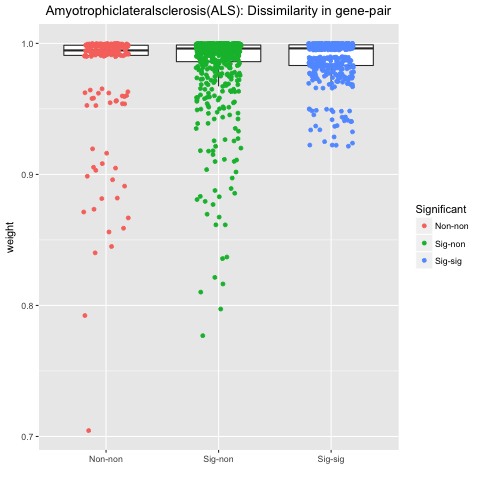 Amyotrophiclateralsclerosis(ALS): Dissimilarity in gene-pair
1.0
0.9
0.8
0.7
weight
Non-non
Sig-non
Sig-sig
Significant
Non-non
Sig-non
Sig-sig